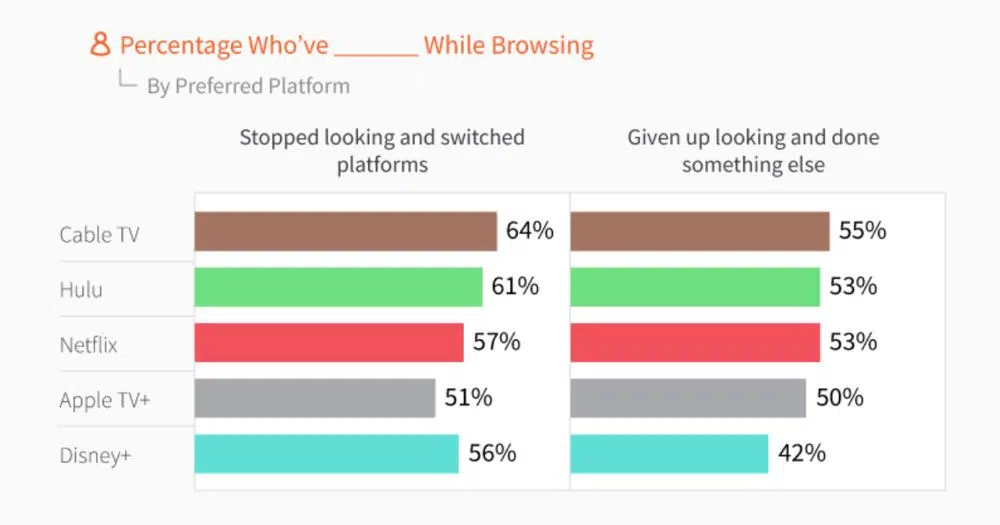 Percentage Who've ______ While Browsing
By Preferred Platform
Stopped looking and switched
platforms
Given up looking and done
something else
Cable TV 64% 55%
Hulu 61% 53%
Netflix 57% 53%
Apple TV+ 51% 50%
Disney+ 56% 42%